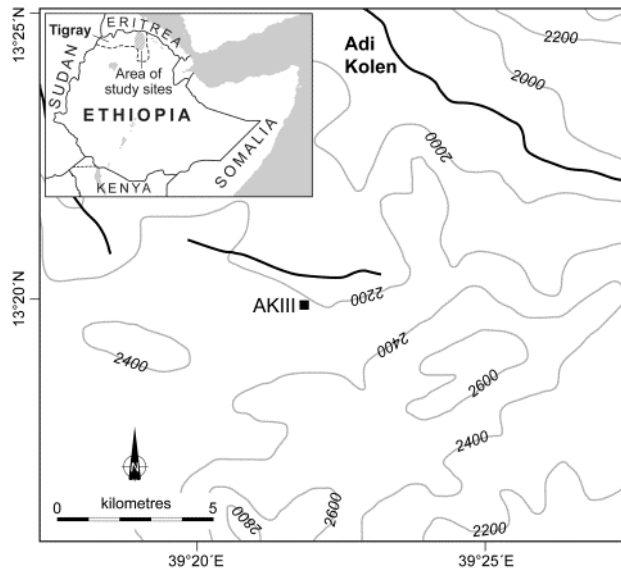 13°25'N
13°20'N
ERITREA
Tigray
SUDAN
Area of
study sites
ETHIOPIA
SOMALIA
KENYA
Adi
Kolen
2200
2000
2000
2200
AKIII
2400
2400
2600
2400
N
kilometres
0 5
2800
2600
2200
39°20'E
39°25'E